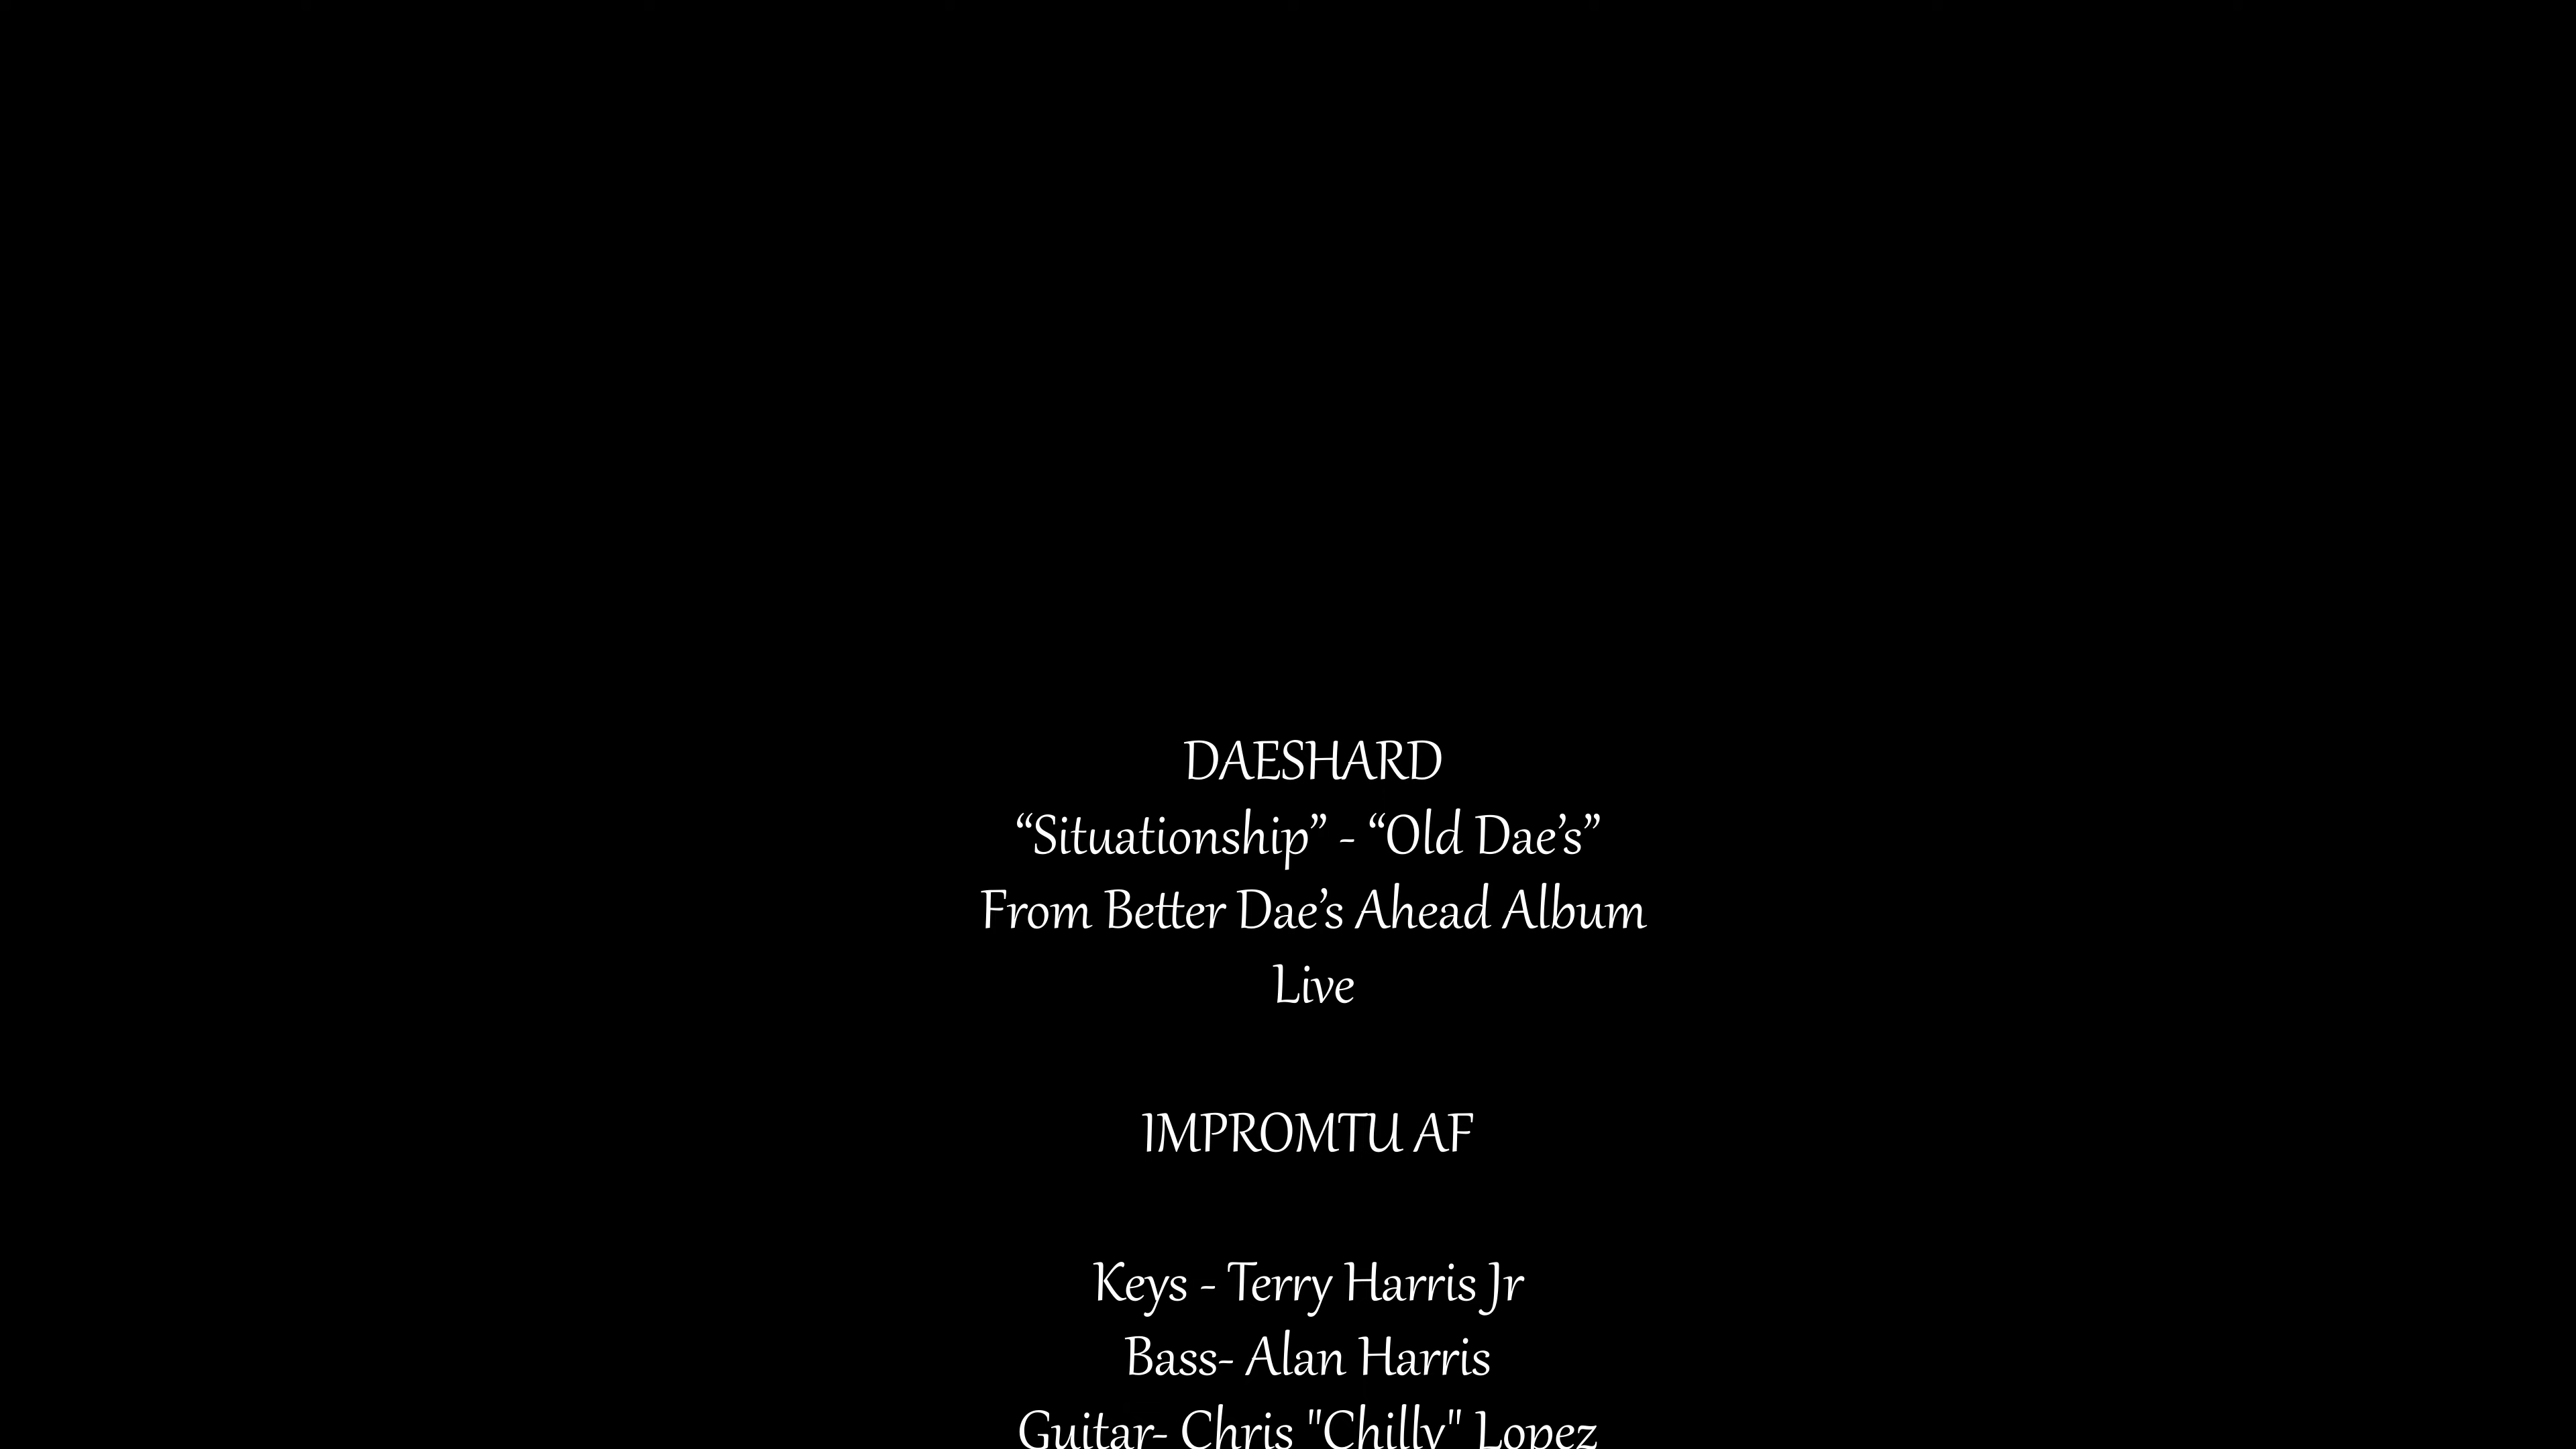 DAESHARD
“Situationship” - “Old Dae’s”
From Better Dae’s Ahead Album
Live
IMPROMTU AF
Keys - Terry Harris Jr
Bass- Alan Harris
Guitar- Chris "Chilly" Lopez